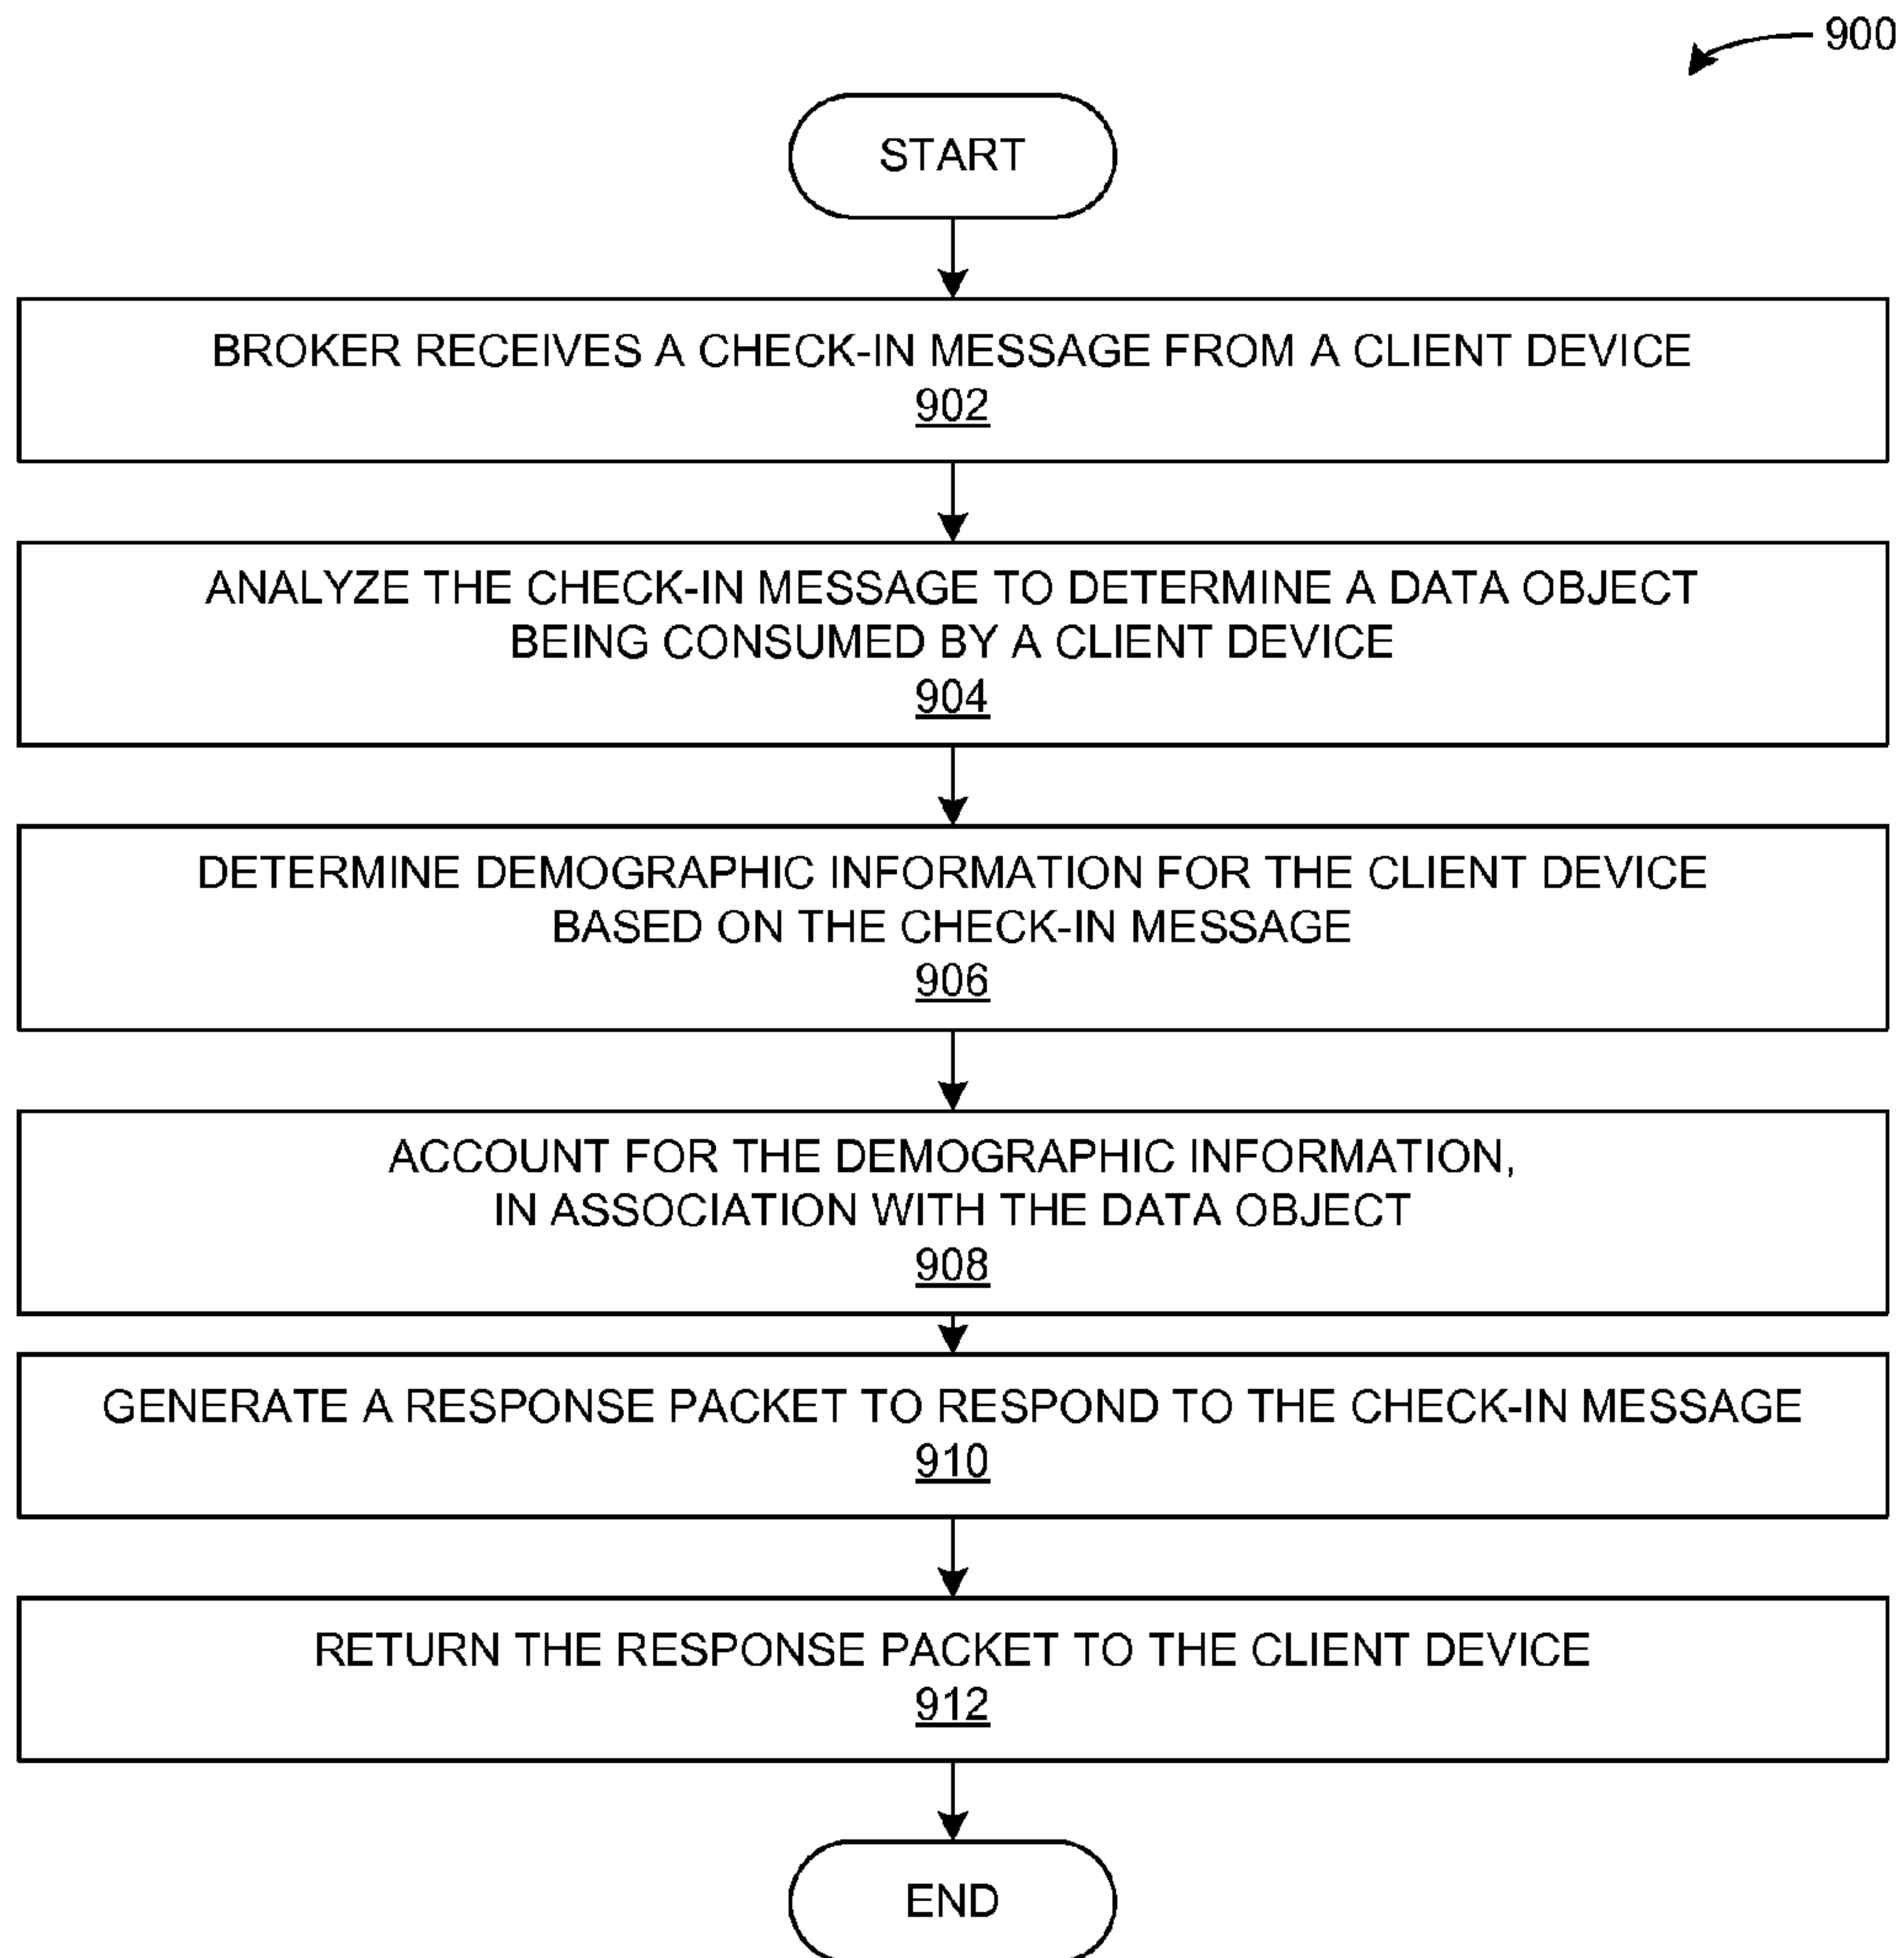 900
START
BROKER RECEIVES A CHECK-IN MESSAGE FROM A CLIENT DEVICE
902
ANALYZE THE CHECK-IN MESSAGE TO DETERMINE A DATA OBJECT
BEING CONSUMED BY A CLIENT DEVICE
904
DETERMINE DEMOGRAPHIC INFORMATION FOR THE CLIENT DEVICE
BASED ON THE CHECK-IN MESSAGE
906
ACCOUNT FOR THE DEMOGRAPHIC INFORMATION,
IN ASSOCIATION WITH THE DATA OBJECT
908
GENERATE A RESPONSE PACKET TO RESPOND TO THE CHECK-IN MESSAGE
910
RETURN THE RESPONSE PACKET TO THE CLIENT DEVICE
912
END